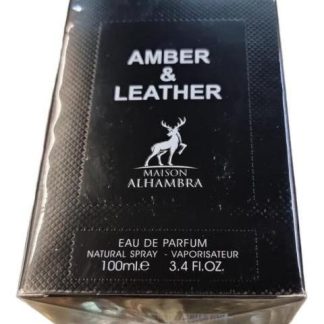 AMBER
&
LEATHER
MAISON
ALHAMBRA
EAU DE PARFUM
NATURAL SPRAY - VAPORISATEUR
100ml.e 3.4 Fl.OZ.